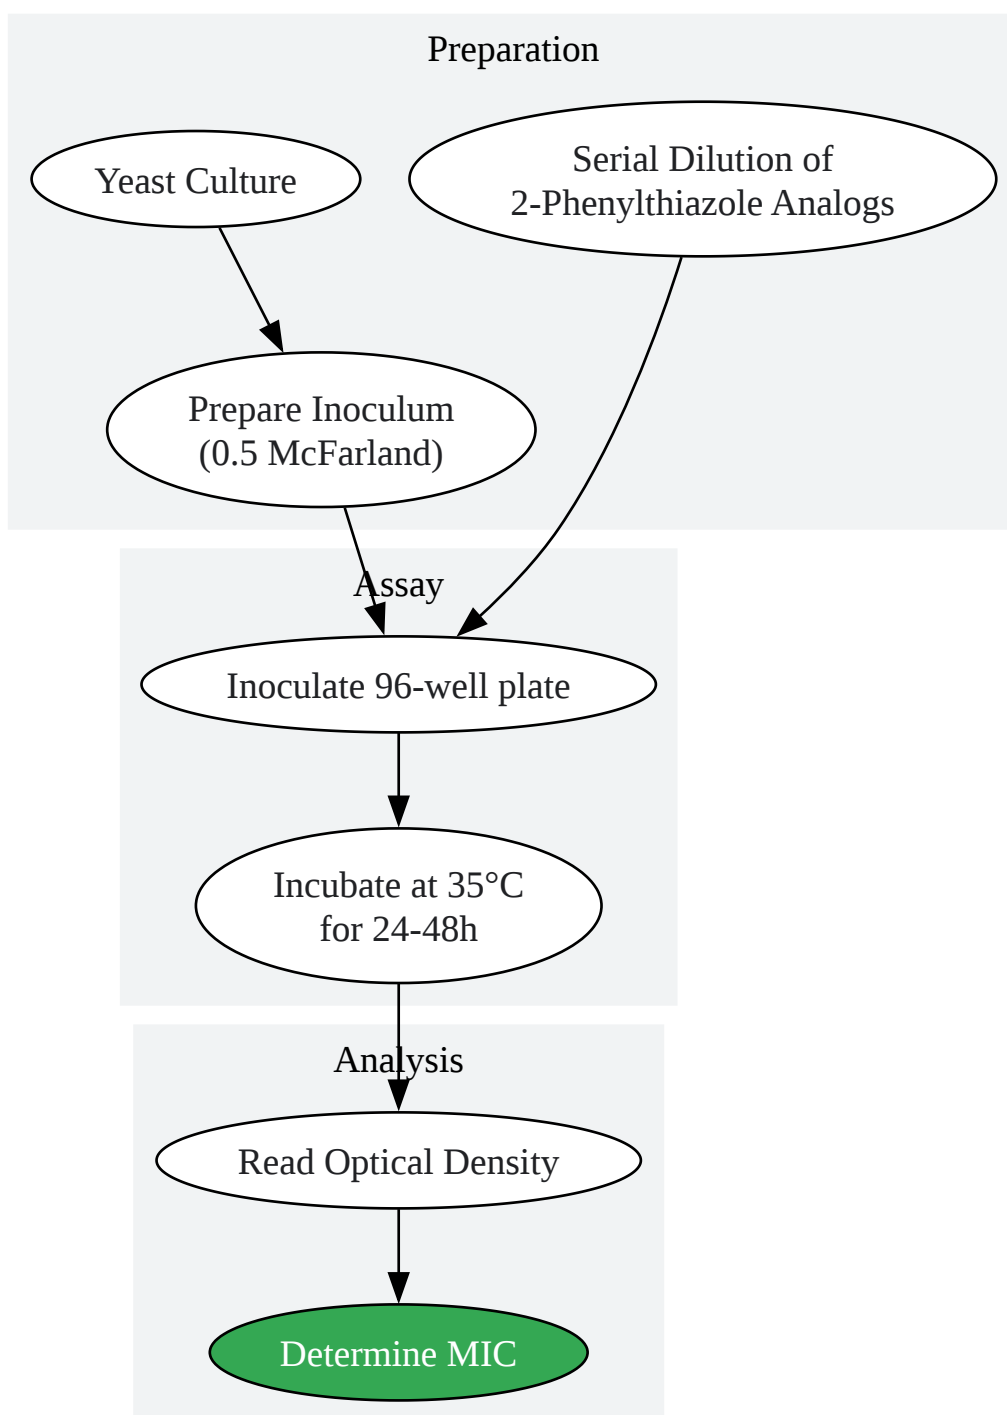 Preparation
Yeast Culture
Serial Dilution of
2-Phenylthiazole Analogs
Prepare Inoculum
(0.5 McFarland)
Assay
Inoculate 96-well plate
Incubate at 35°C
for 24-48h
Analysis
Read Optical Density
Determine MIC